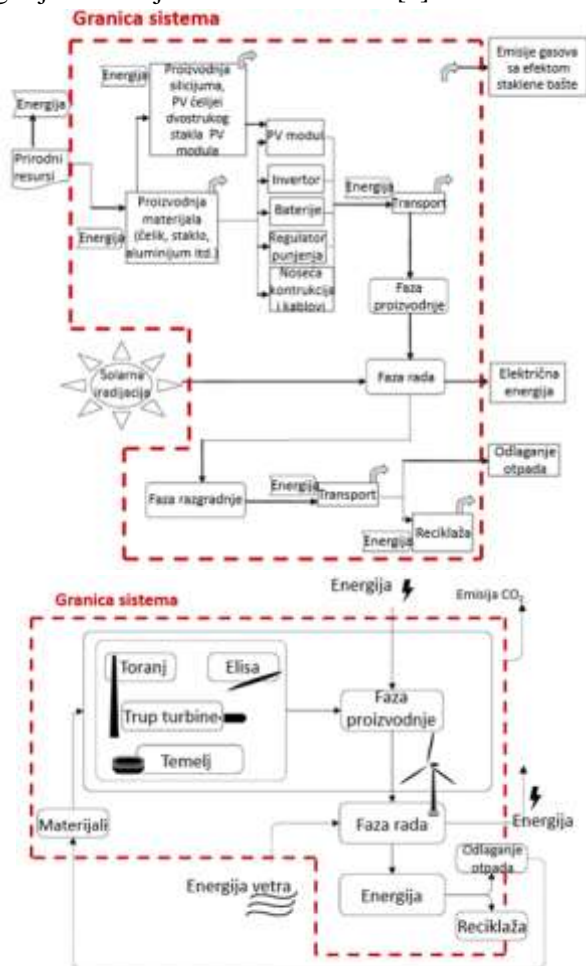 Granica sistema
Emisije gasova
sa efektom
staklene bašte
Energija
Proizvodnja
silicijuma,
PV ćelijei
dvostrukog
stakla PV
modula
Energija
Prirodni
resursi
Energija
Proizvodnja
materijala
(čelik, staklo,
aluminijum itd.)
PV modul
Invertor
Baterije
Regulator
punjenja
Noseća
kontrukcija
i kablovi
Energija
Transport
Faza
proizvodnje
Solarna
iradijacija
Faza rada
Električna
energija
Faza razgradnje
Energija
Transport
Odlaganje
otpada
Energija
Reciklaža
Granica sistema
Energija
Emisija CO2
Toranj
Elisa
Trup turbine
Temelj
Faza
proizvodnje
Materijali
Faza rada
Energija
Energija vetra
Energija
Odlaganje
otpada
Reciklaža